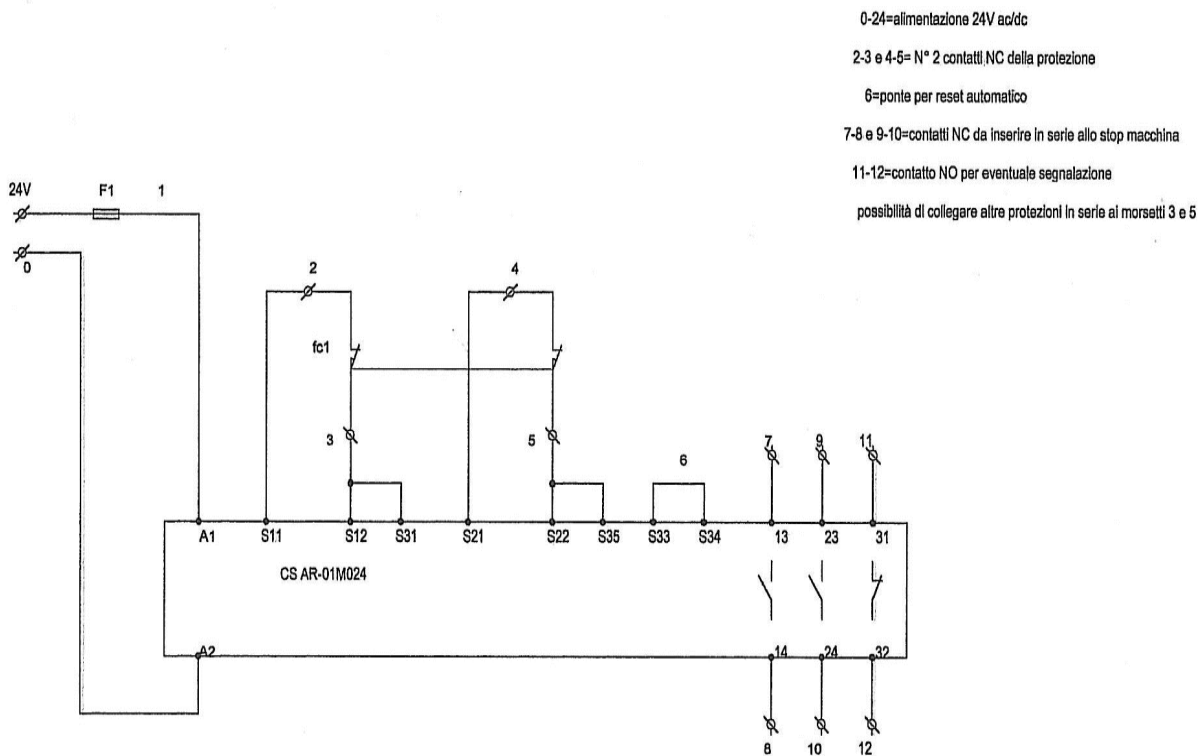 0-24=alimentazione 24V ac/dc
2-3 e 4-5= N° 2 contatti NC della protezione
6=ponte per reset automatico
7-8 e 9-10=contatti NC da inserire in serie allo stop macchina
11-12=contatto NO per eventuale segnalazione
possibilità di collegare altre protezioni in serie ai morsetti 3 e 5
24V F1 1
0
2 4
fc1
3 5 6 7 9 11
A1 S11 S12 S31 S21 S22 S35 S33 S34 13 23 31
CS AR-01M024
A2 14 24 32
8 10 12